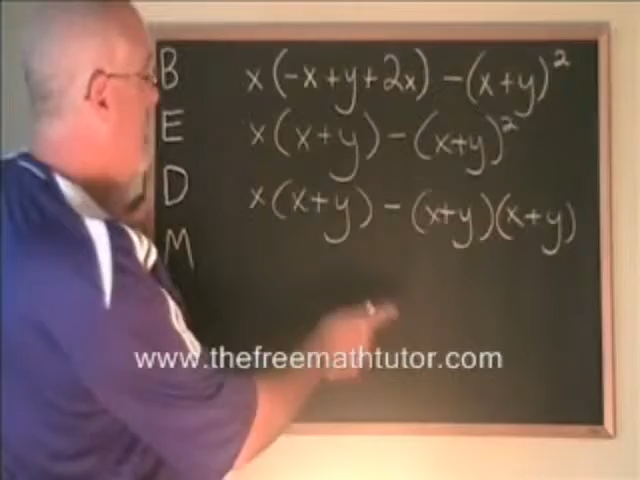 B x(-x+y+2x) -(x+y)²
E x(x+y) -(x+y)²
D x(x+y) - (x+y)(x+y)
M
www.thefreemathtutor.com